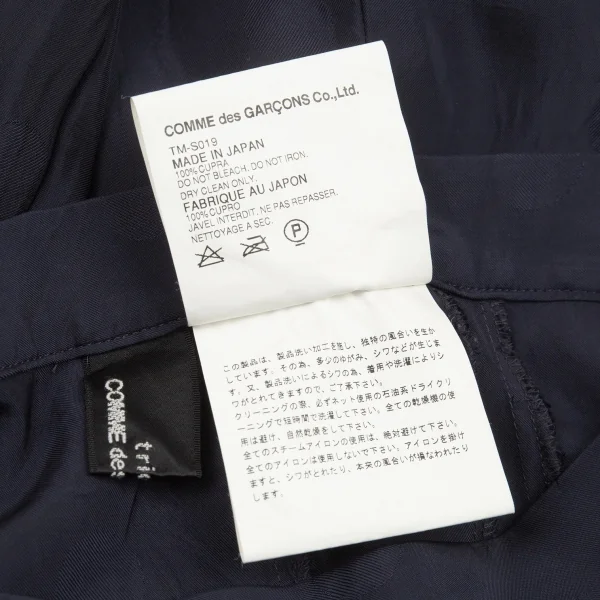 COMME des GARÇONS Co.,Ltd.
TM-S019
MADE IN JAPAN
100% CUPRA
DO NOT BLEACH. DO NOT IRON.
DRY CLEAN ONLY.
FABRIQUE AU JAPON
100% CUPRO
JAVEL INTERDIT. NE PAS REPASSER.
NETTOYAGE A SEC.
P
この製品は、製品洗い加工を施し、独特の風合いを生か
しています。その為、多少のゆがみ、シワなどが生じま
す。又、製品洗いによるシワの為、着用や洗濯によりシ
ワがとれてきますので、ご了承下さい。
クリーニングの際、必ずネット使用の石油系ドライクリ
ーニングで短時間で洗濯して下さい。全ての乾燥機の使
用は避け、自然乾燥をして下さい。
全てのスチームアイロンの使用は、絶対避けて下さい。
全てのアイロンは使用しないで下さい。アイロンを掛け
ますと、シワがとれたり、本来の風合いが損なわれたり
します。
tric
COMME des